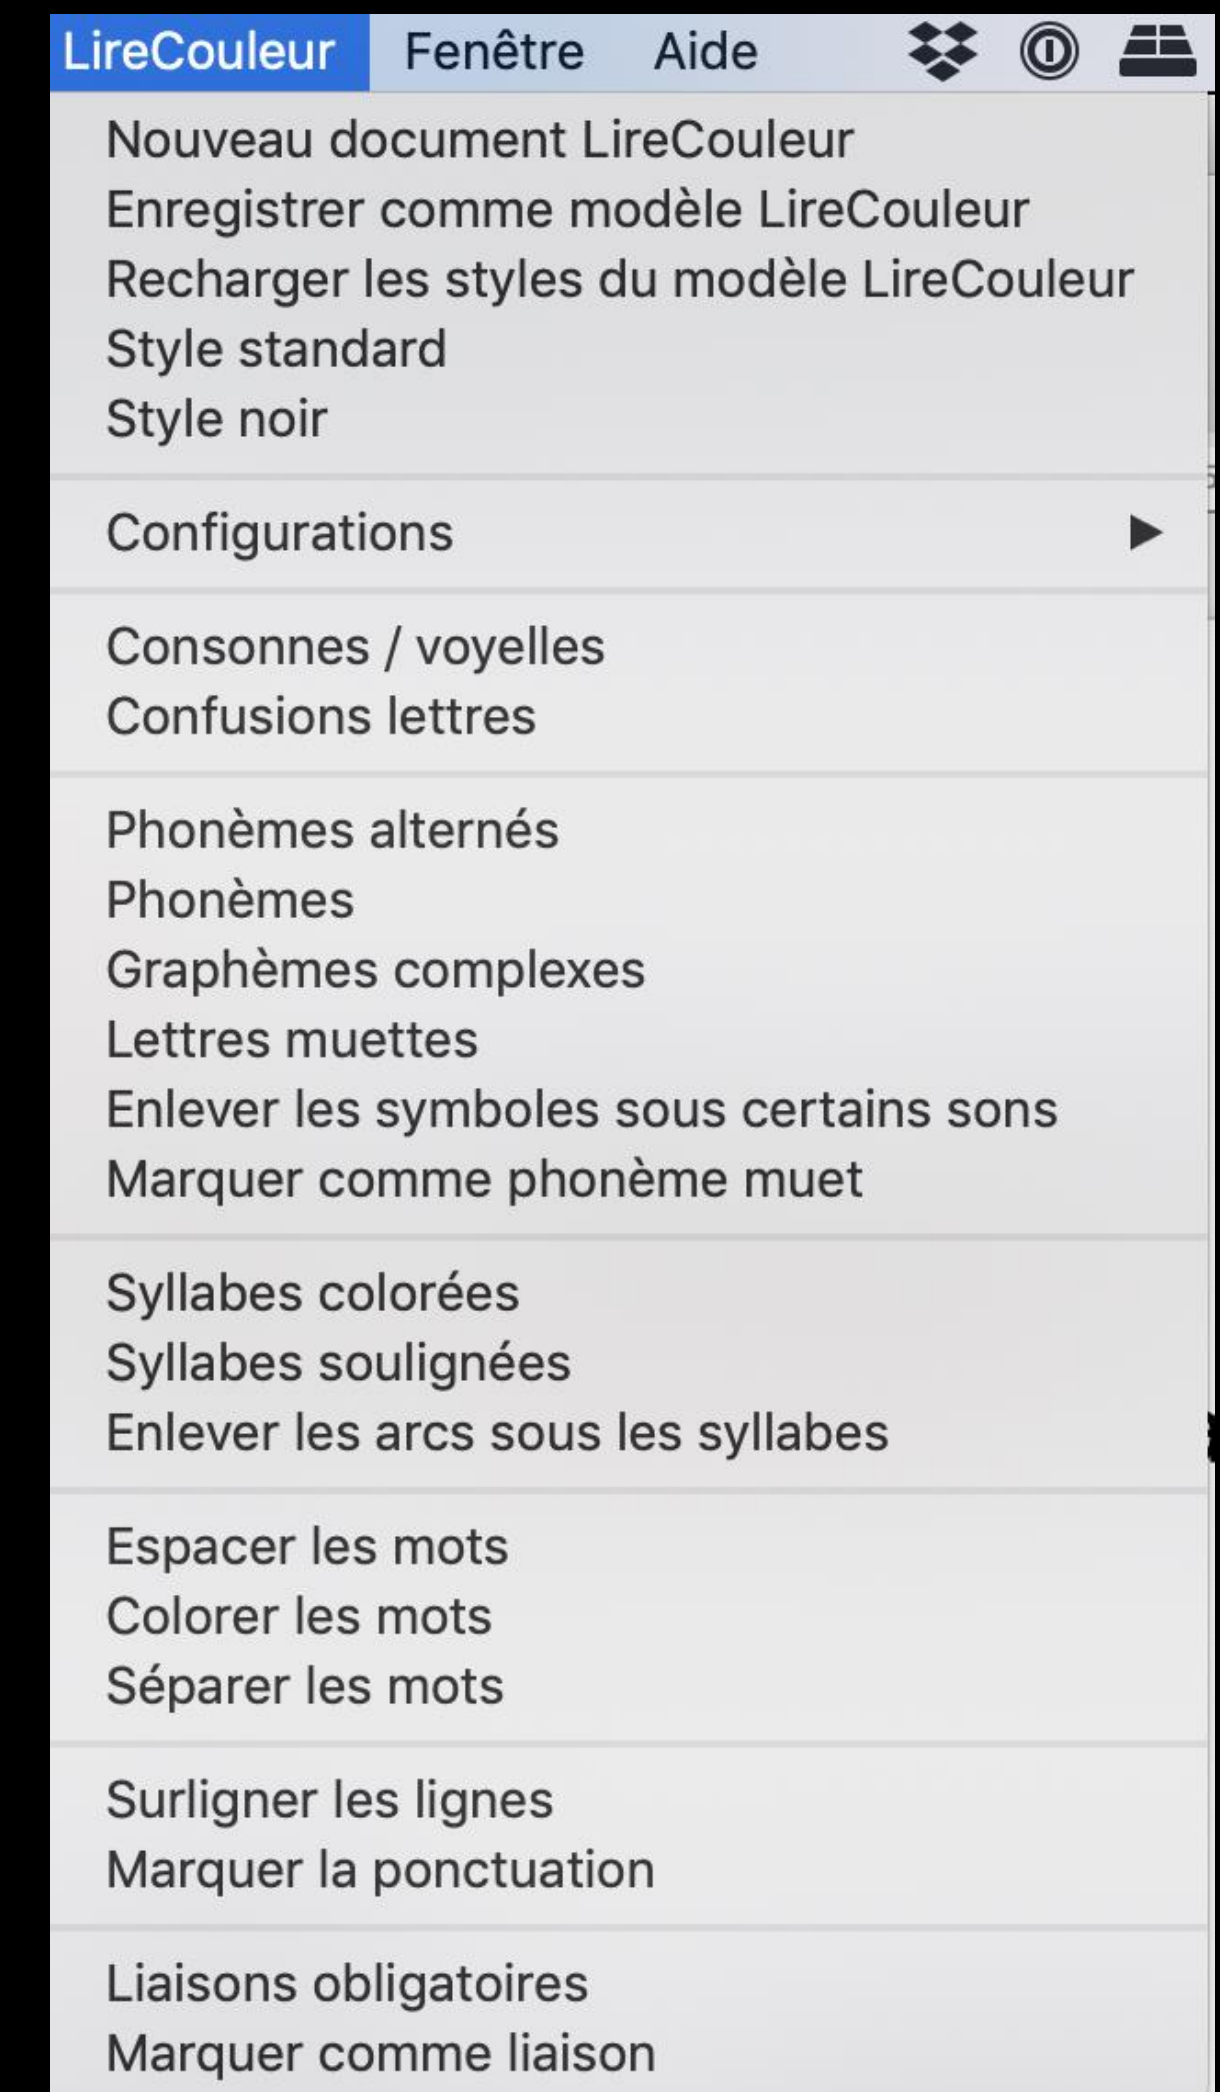 LireCouleur Fenêtre Aide
Nouveau document LireCouleur
Enregistrer comme modèle LireCouleur
Recharger les styles du modèle LireCouleur
Style standard
Style noir
Configurations
Consonnes / voyelles
Confusions lettres
Phonèmes alternés
Phonèmes
Graphèmes complexes
Lettres muettes
Enlever les symboles sous certains sons
Marquer comme phonème muet
Syllabes colorées
Syllabes soulignées
Enlever les arcs sous les syllabes
Espacer les mots
Colorer les mots
Séparer les mots
Surligner les lignes
Marquer la ponctuation
Liaisons obligatoires
Marquer comme liaison